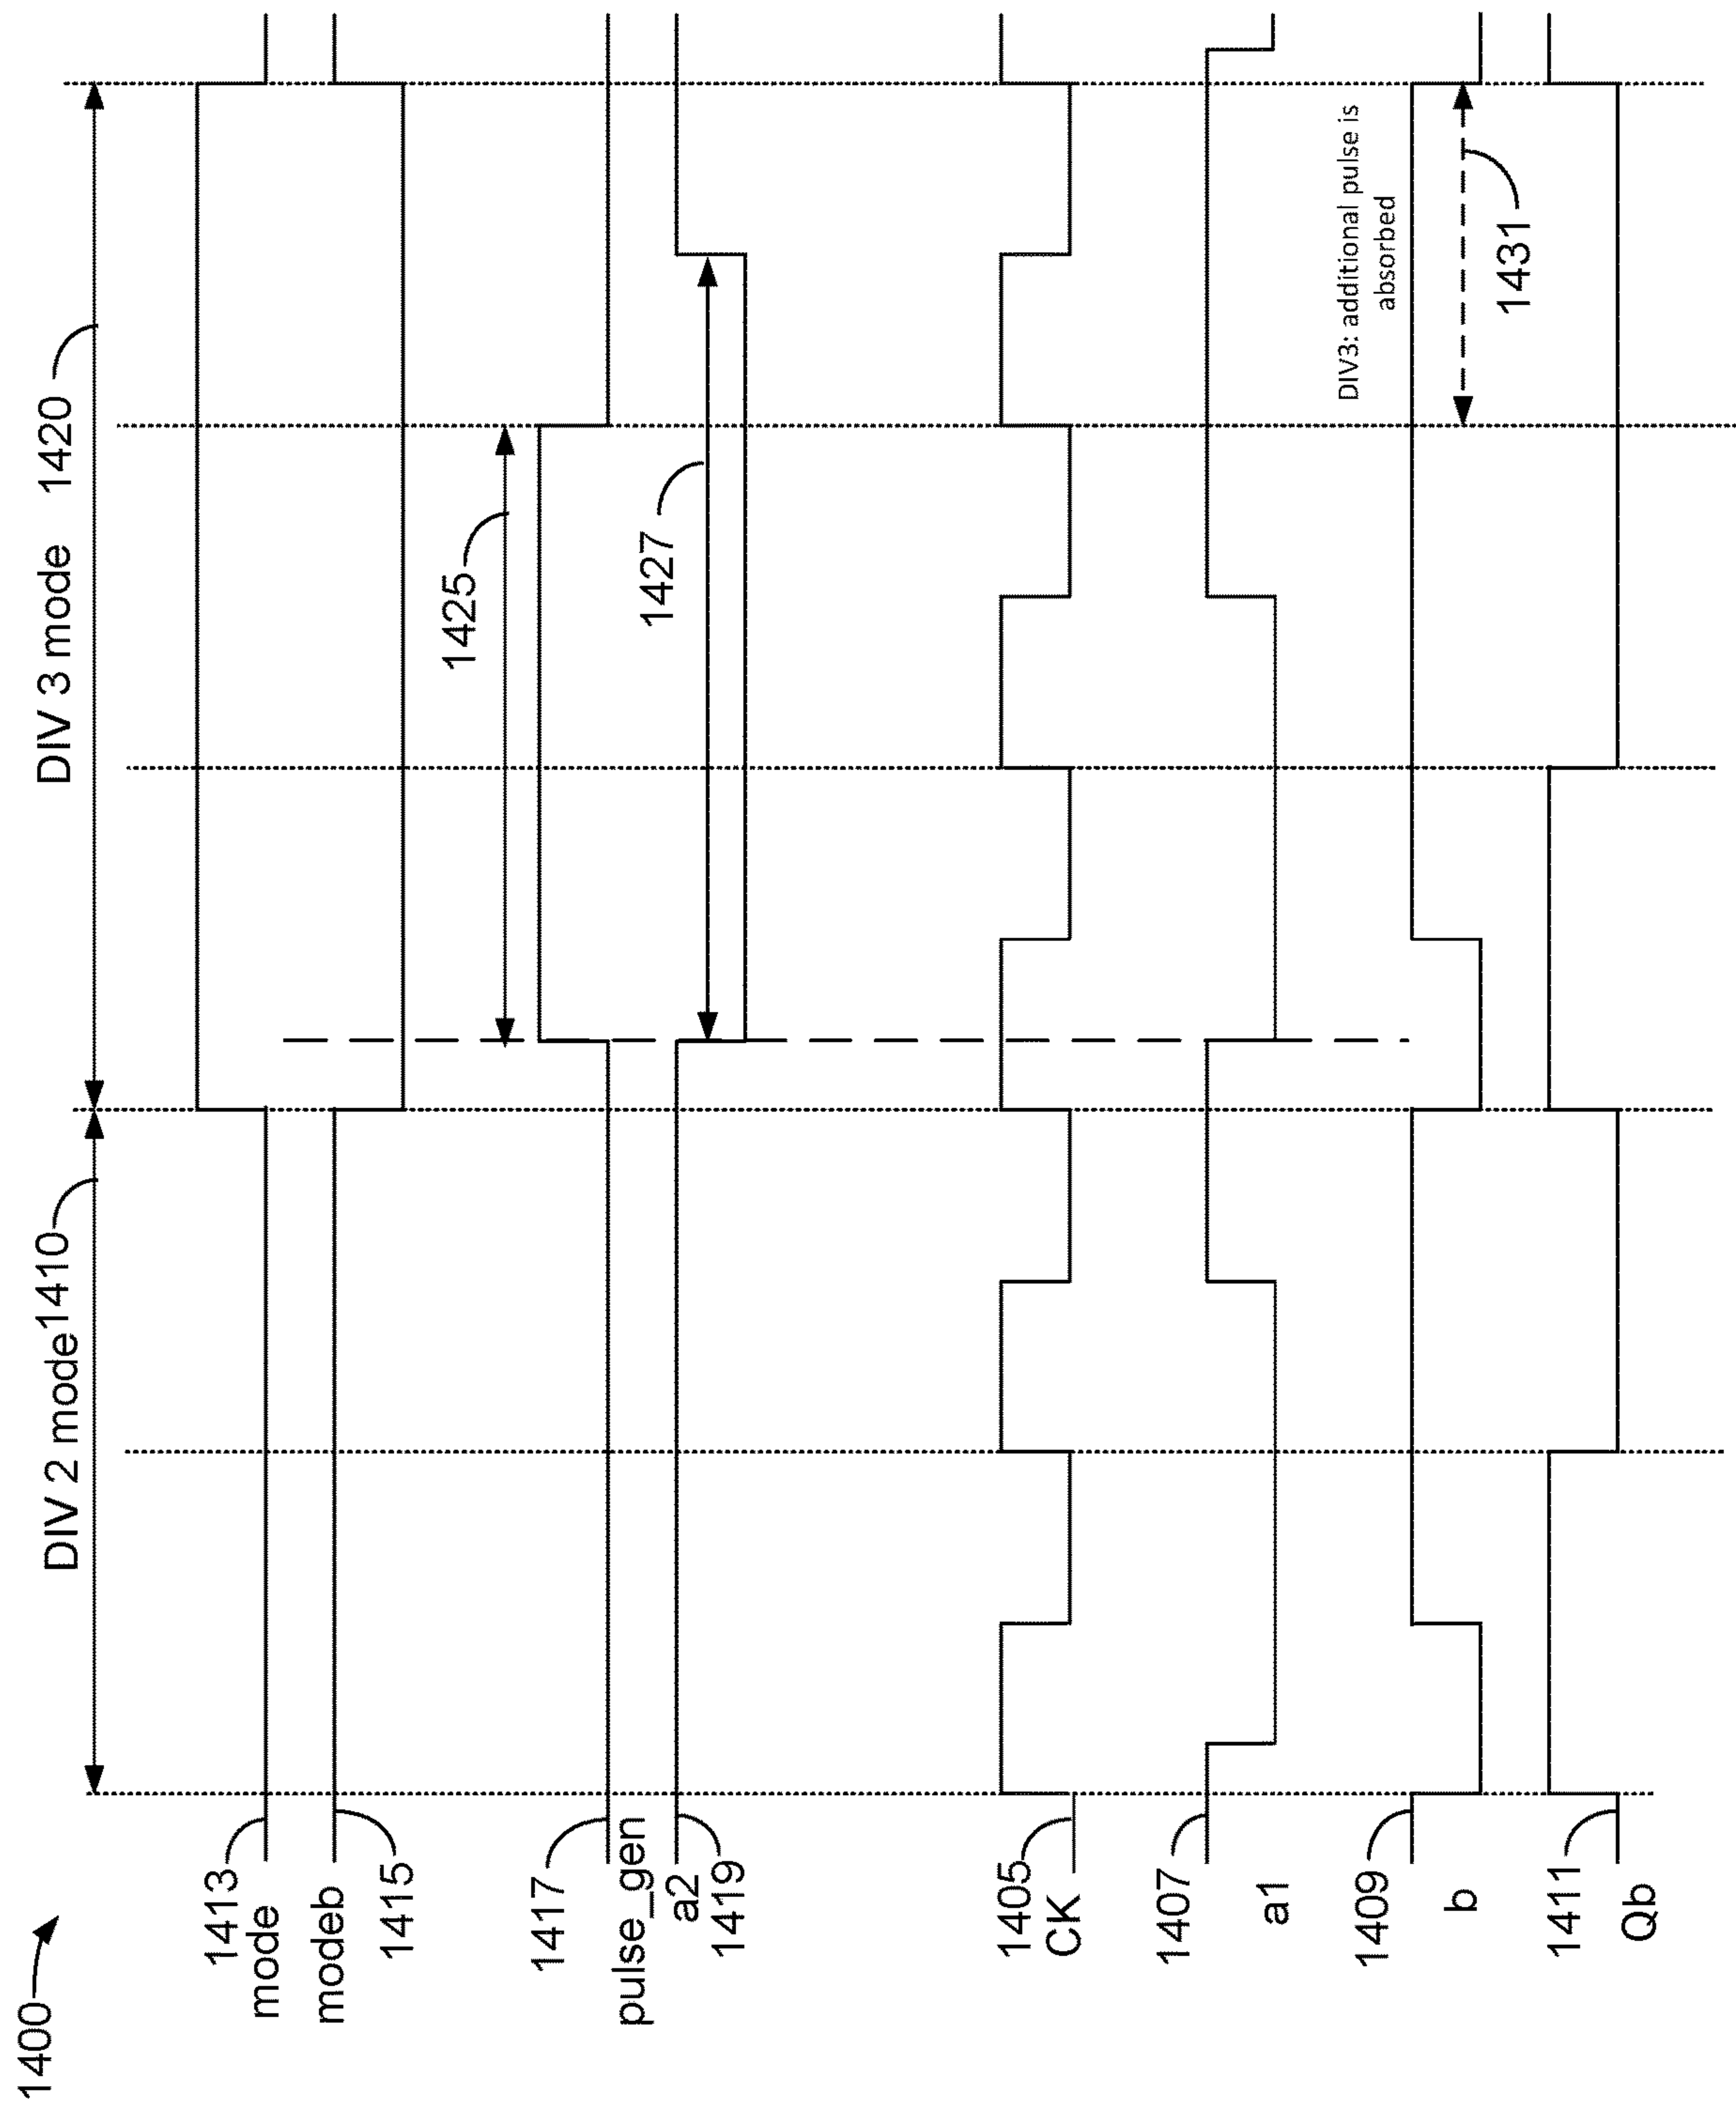 1400
DIV 2 mode 1410
DIV 3 mode 1420
1413
mode
modeb
1415
1425
1417
pulse_gen
a2
1419
1427
1405
CK
1407
a1
DIV3: additional pulse is
absorbed
1409
b
1431
1411
Qb